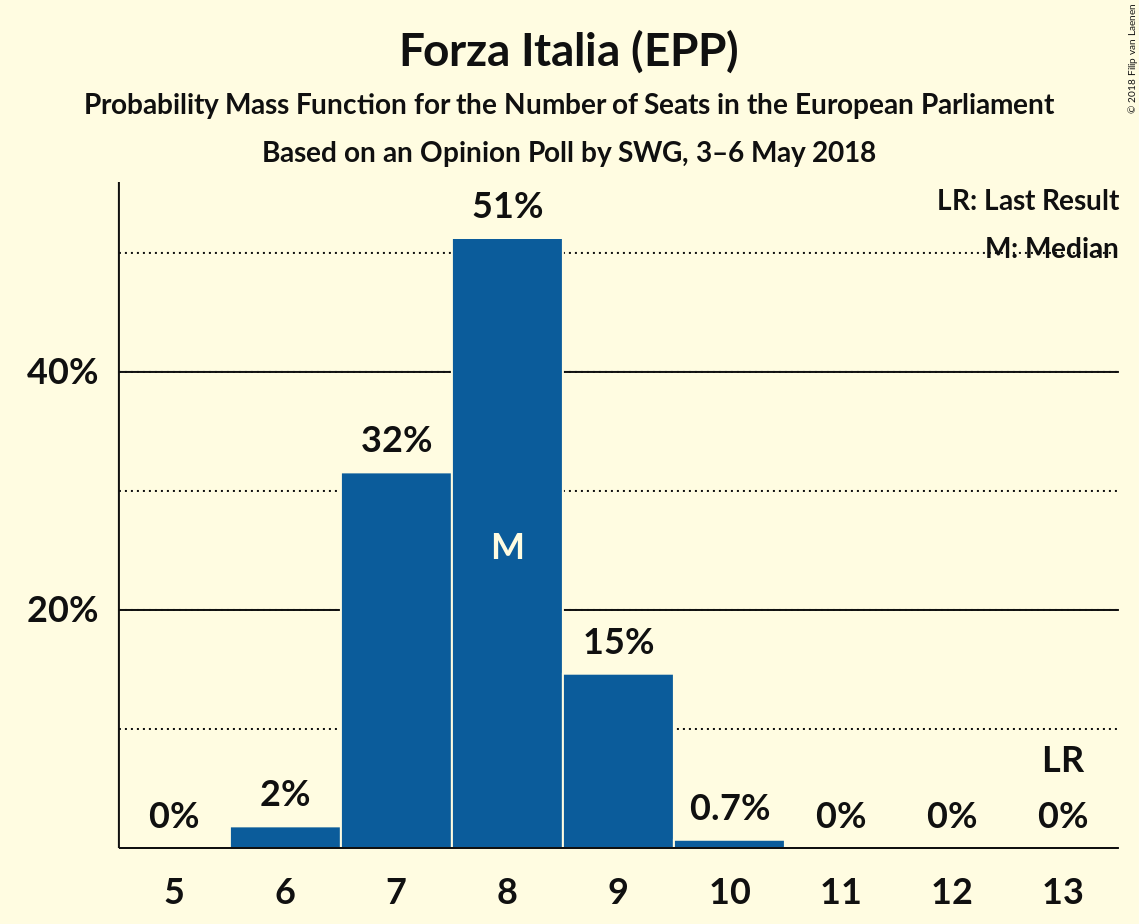 Forza Italia (EPP)
Probability Mass Function for the Number of Seats in the European Parliament
Based on an Opinion Poll by SWG, 3–6 May 2018
© 2018 Filip van Laenen
LR: Last Result
M: Median
51%
40%
32%
M
20%
15%
LR
0%
2%
0.7%
0%
0%
0%
5 6 7 8 9 10 11 12 13